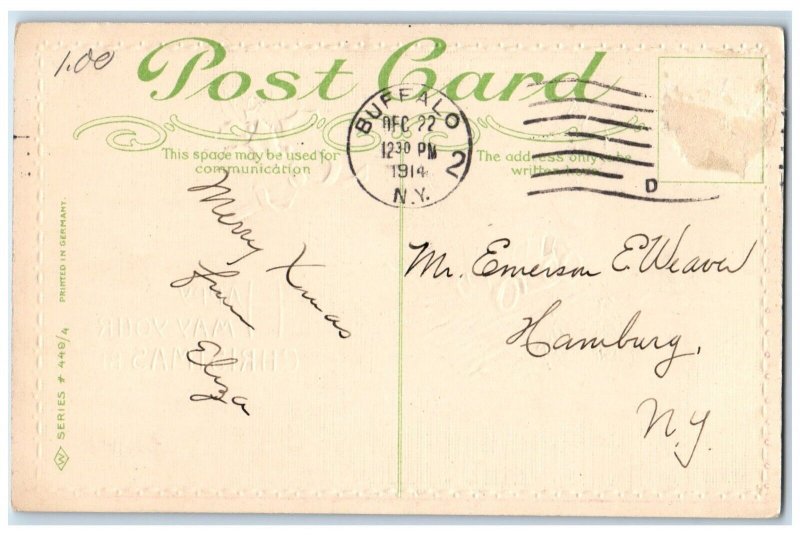 1.00
Post Card
BUFFALO
DEC 22
12 30 PM
1914
N.Y.
2
D
This space may be used for
communication
The address only to be
written here
Merry Xmas
from
Eliza
Mr. Emerson E. Weaver
Hamburg,
N.Y.
SERIES # 449/4 PRINTED IN GERMANY.
MAY YOUR
CHRISTMAS